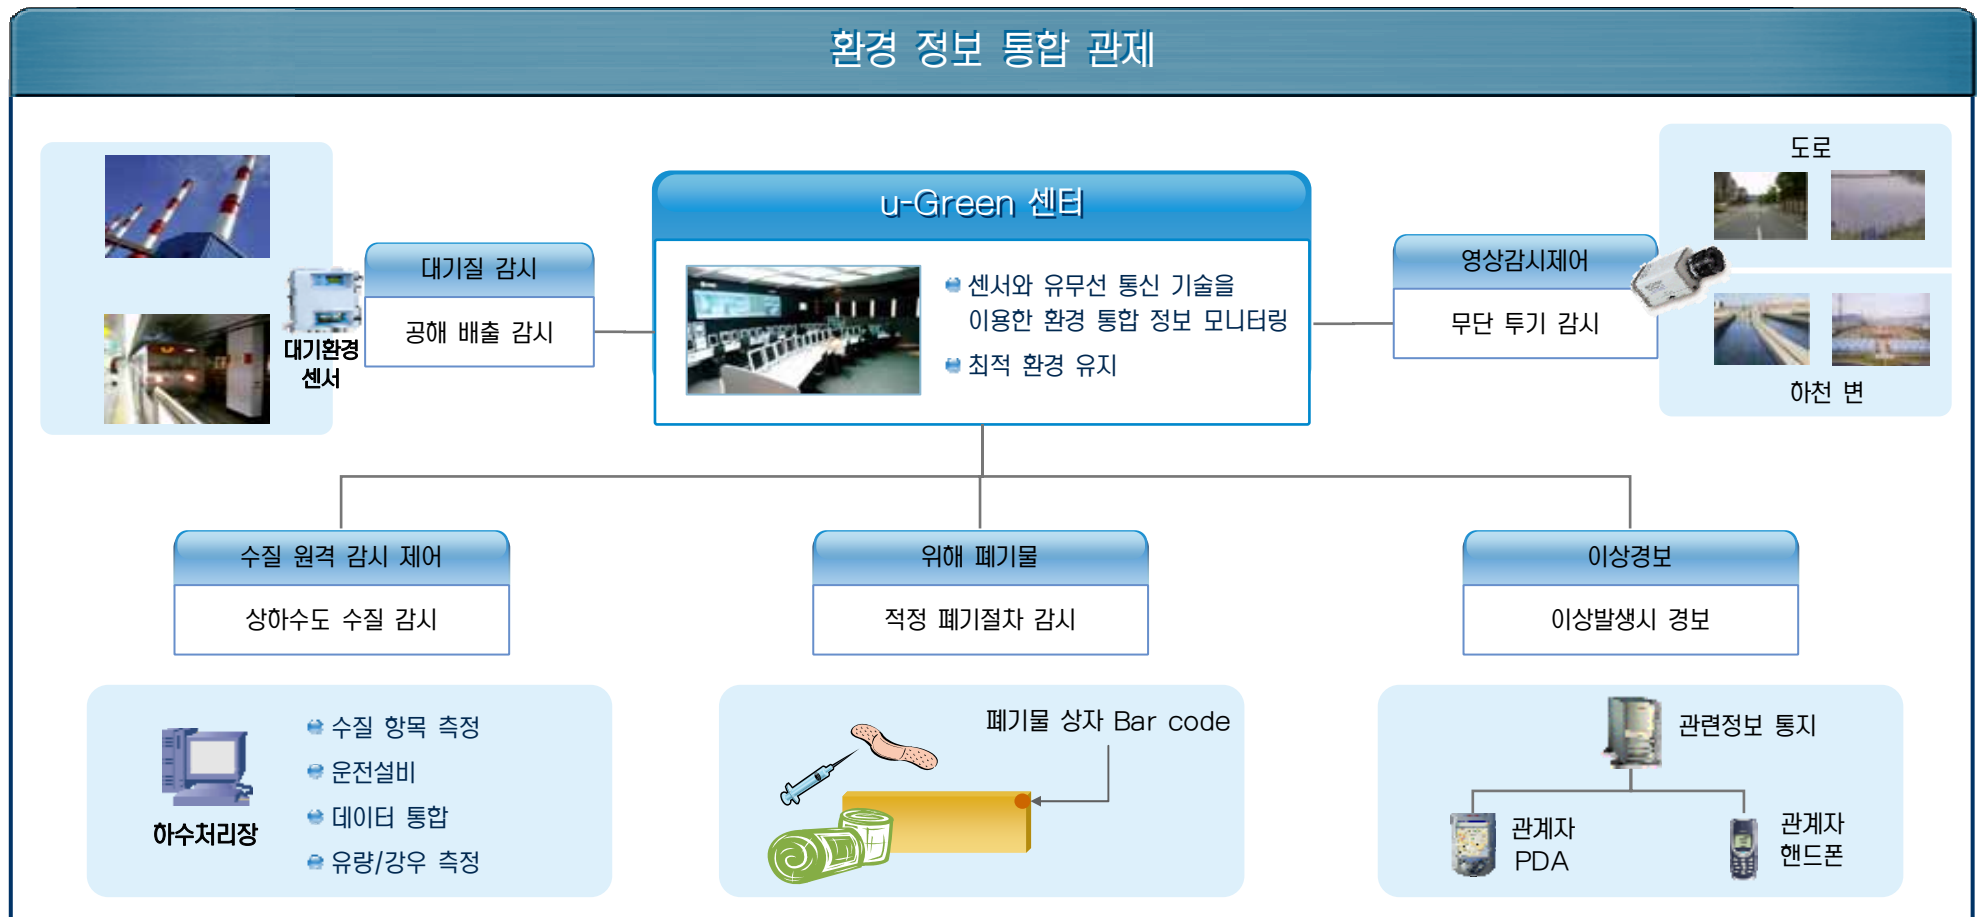 환경 정보 통합 관제
도로
u-Green 센터
대기질 감시
공해 배출 감시
대기환경
센서
센서와 유무선 통신 기술을
이용한 환경 통합 정보 모니터링
최적 환경 유지
영상감시제어
무단 투기 감시
하천 변
수질 원격 감시 제어
상하수도 수질 감시
위해 폐기물
적정 폐기절차 감시
이상경보
이상발생시 경보
하수처리장
수질 항목 측정
운전설비
데이터 통합
유량/강우 측정
폐기물 상자 Bar code
관련정보 통지
관계자
PDA
관계자
핸드폰